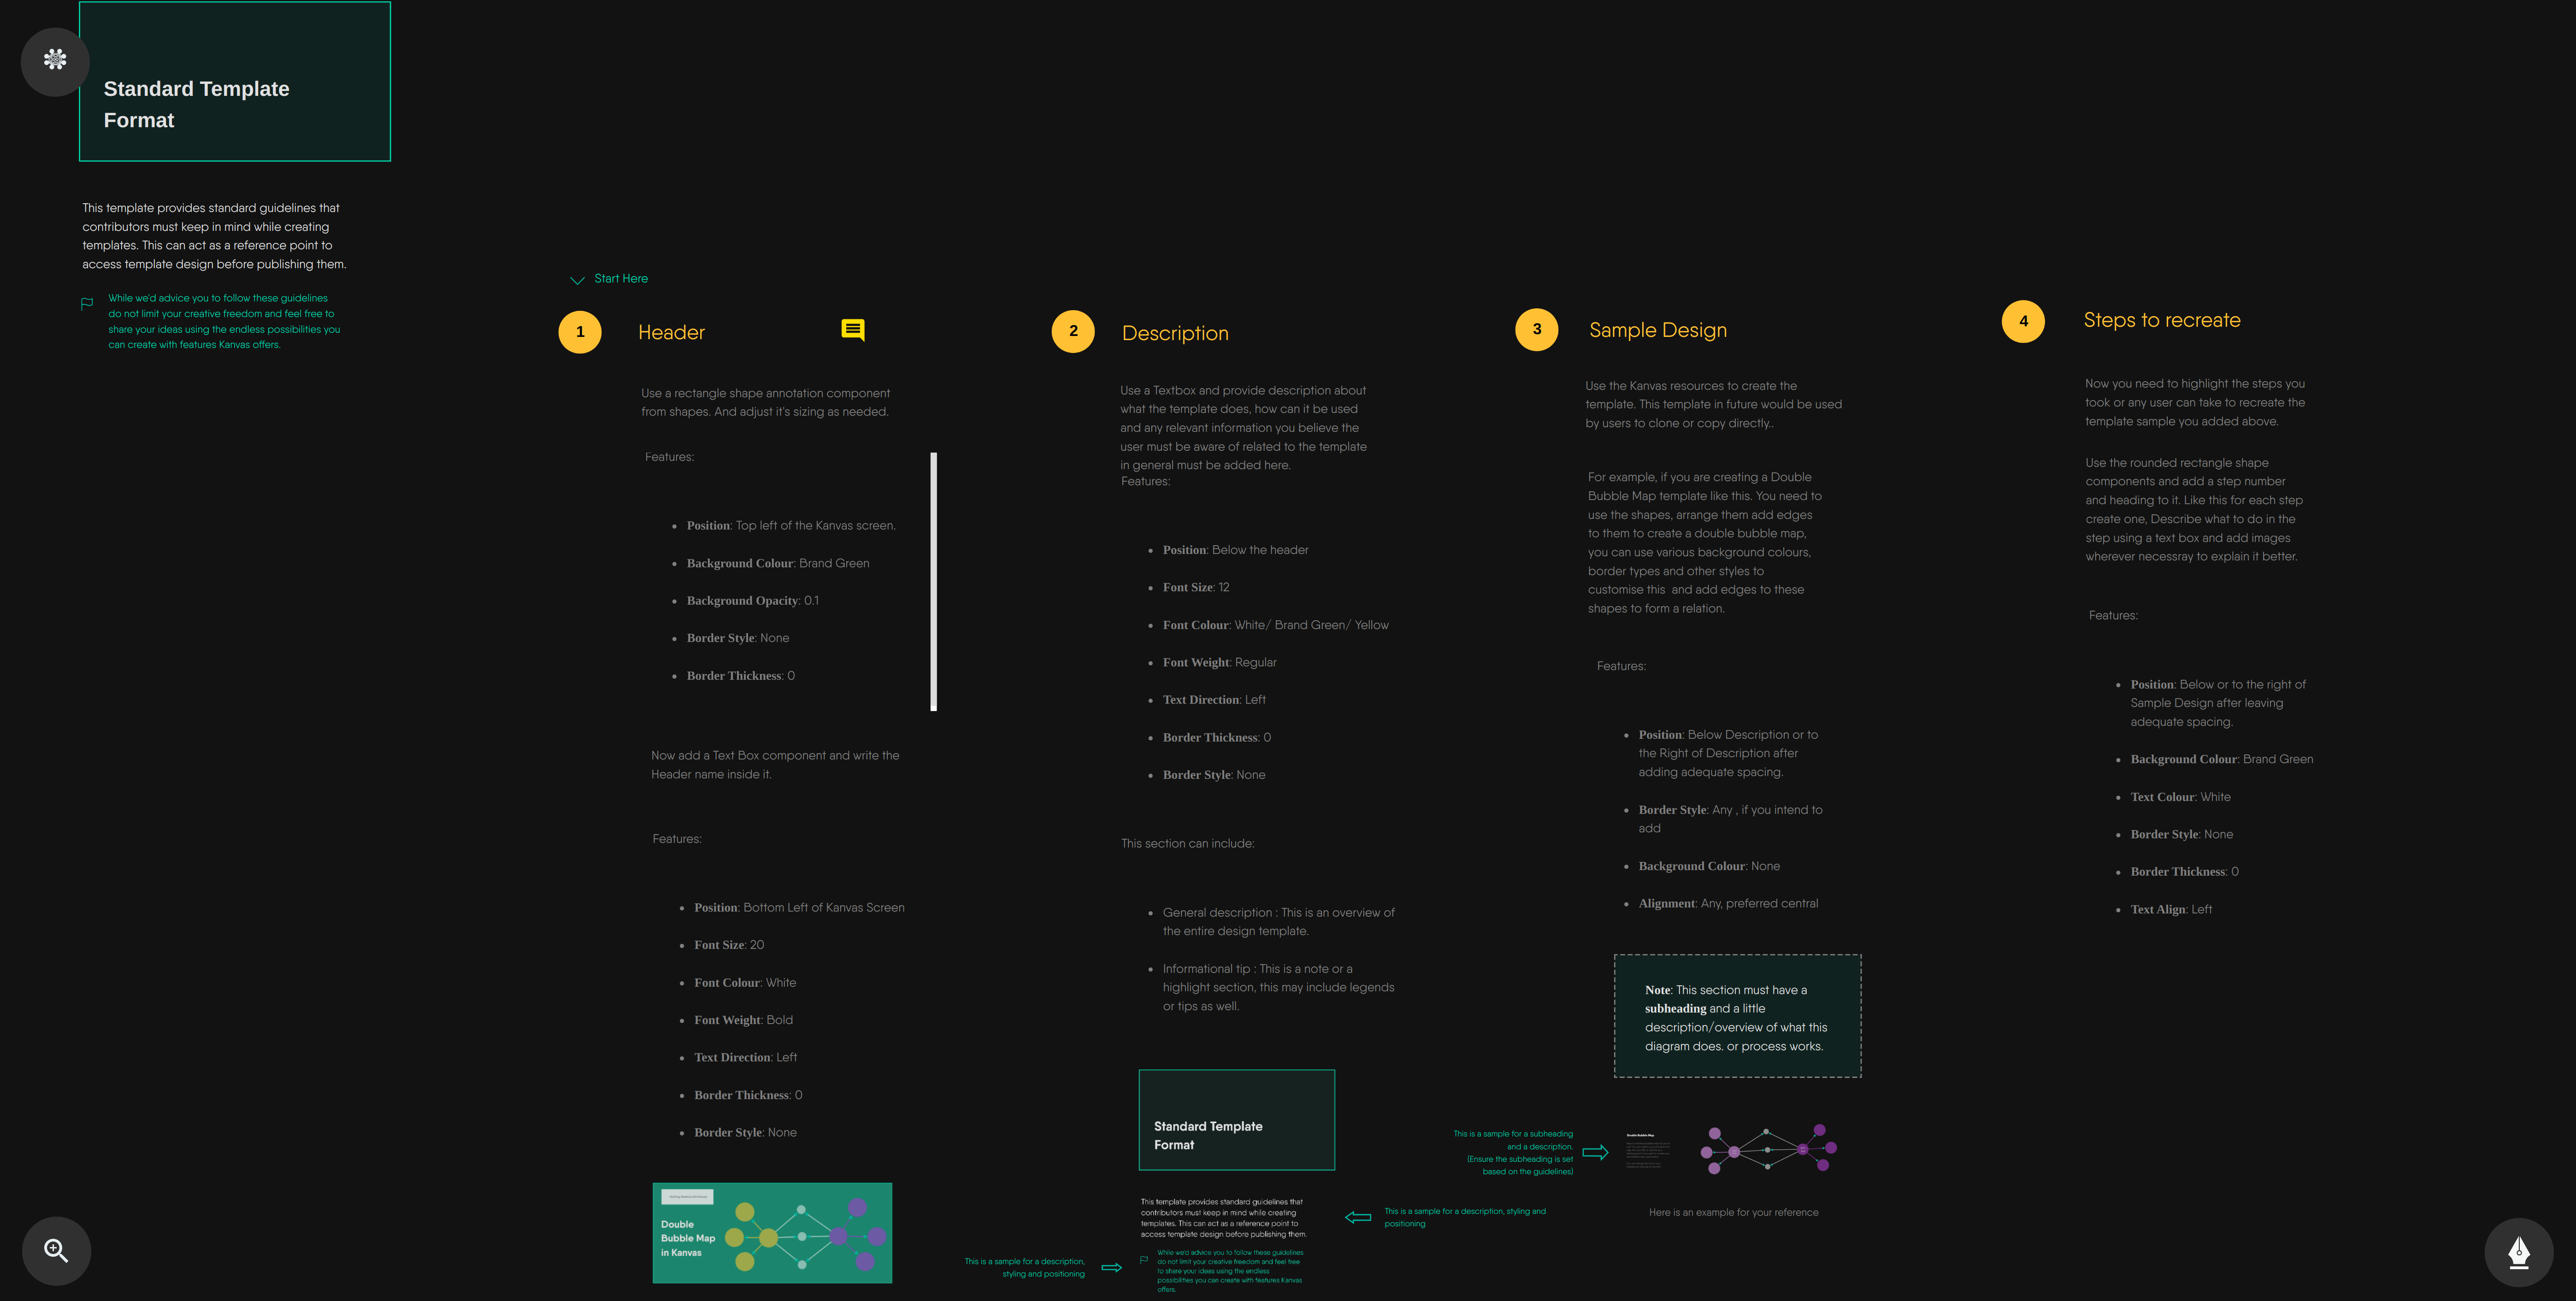 Standard Template
Format
This template provides standard guidelines that
contributors must keep in mind while creating
templates. This can act as a reference point to
access template design before publishing them.
While we'd advice you to follow these guidelines
do not limit your creative freedom and feel free to
share your ideas using the endless possibilities you
can create with features Kanvas offers.
Start Here
1
Header
Use a rectangle shape annotation component
from shapes. And adjust it's sizing as needed.
Features:
Position: Top left of the Kanvas screen.
Background Colour: Brand Green
Background Opacity: 0.1
Border Style: None
Border Thickness: 0
Now add a Text Box component and write the
Header name inside it.
Features:
Position: Bottom Left of Kanvas Screen
Font Size: 20
Font Colour: White
Font Weight: Bold
Text Direction: Left
Border Thickness: 0
Border Style: None
Double
Bubble Map
in Kanvas
2
Description
Use a Textbox and provide description about
what the template does, how can it be used
and any relevant information you believe the
user must be aware of related to the template
in general must be added here.
Features:
Position: Below the header
Font Size: 12
Font Colour: White/ Brand Green/ Yellow
Font Weight: Regular
Text Direction: Left
Border Thickness: 0
Border Style: None
This section can include:
General description : This is an overview of
the entire design template.
Informational tip : This is a note or a
highlight section, this may include legends
or tips as well.
Standard Template
Format
This template provides standard guidelines that
contributors must keep in mind while creating
templates. This can act as a reference point to
access template design before publishing them.
While we'd advice you to follow these guidelines
do not limit your creative freedom and feel free
to share your ideas using the endless
possibilities you can create with features Kanvas
offers.
This is a sample for a description,
styling and positioning
This is a sample for a description, styling and
positioning
3
Sample Design
Use the Kanvas resources to create the
template. This template in future would be used
by users to clone or copy directly..
For example, if you are creating a Double
Bubble Map template like this. You need to
use the shapes, arrange them add edges
to them to create a double bubble map,
you can use various background colours,
border types and other styles to
customise this and add edges to these
shapes to form a relation.
Features:
Position: Below Description or to
the Right of Description after
adding adequate spacing.
Border Style: Any , if you intend to
add
Background Colour: None
Alignment: Any, preferred central
Note: This section must have a
subheading and a little
description/overview of what this
diagram does. or process works.
This is a sample for a subheading
and a description.
(Ensure the subheading is set
based on the guidelines)
Double Bubble Map
Here is an example for your reference
4
Steps to recreate
Now you need to highlight the steps you
took or any user can take to recreate the
template sample you added above.
Use the rounded rectangle shape
components and add a step number
and heading to it. Like this for each step
create one, Describe what to do in the
step using a text box and add images
wherever necessray to explain it better.
Features:
Position: Below or to the right of
Sample Design after leaving
adequate spacing.
Background Colour: Brand Green
Text Colour: White
Border Style: None
Border Thickness: 0
Text Align: Left